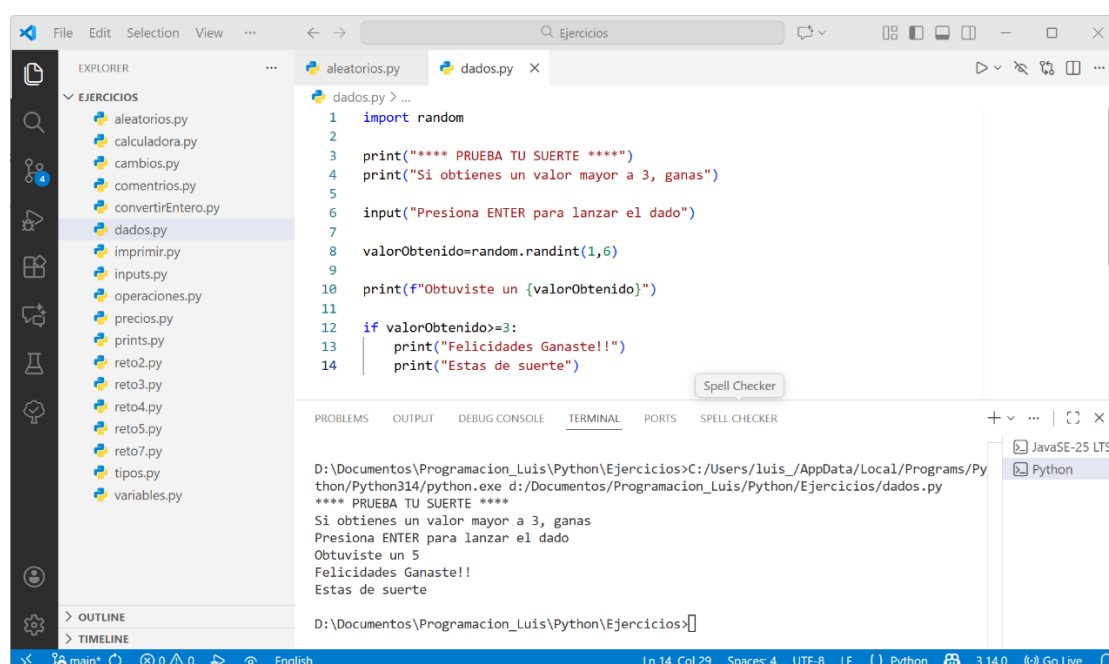 File Edit Selection View ··· Ejercicios
EXPLORER ···
EJERCICIOS
aleatorios.py
calculadora.py
cambios.py
comentrios.py
convertirEntero.py
dados.py
imprimir.py
inputs.py
operaciones.py
precios.py
prints.py
reto2.py
reto3.py
reto4.py
reto5.py
reto7.py
tipos.py
variables.py
OUTLINE
TIMELINE
4
aleatorios.py dados.py
dados.py > ...
1 import random
2
3 print("**** PRUEBA TU SUERTE ****")
4 print("Si obtienes un valor mayor a 3, ganas")
5
6 input("Presiona ENTER para lanzar el dado")
7
8 valorObtenido=random.randint(1,6)
9
10 print(f"Obtuviste un {valorObtenido}")
11
12 if valorObtenido>=3:
13     print("Felicidades Ganaste!!")
14     print("Estas de suerte")
Spell Checker
PROBLEMS OUTPUT DEBUG CONSOLE TERMINAL PORTS SPELL CHECKER
JavaSE-25 LTS
Python
D:\Documentos\Programacion_Luis\Python\Ejercicios>C:/Users/luis_/AppData/Local/Programs/Py
thon/Python314/python.exe d:/Documentos/Programacion_Luis/Python/Ejercicios/dados.py
**** PRUEBA TU SUERTE ****
Si obtienes un valor mayor a 3, ganas
Presiona ENTER para lanzar el dado
Obtuviste un 5
Felicidades Ganaste!!
Estas de suerte
D:\Documentos\Programacion_Luis\Python\Ejercicios>
main* 0 0 English Ln 14, Col 29 Spaces: 4 UTF-8 LF { } Python 3.14.0 Go Live